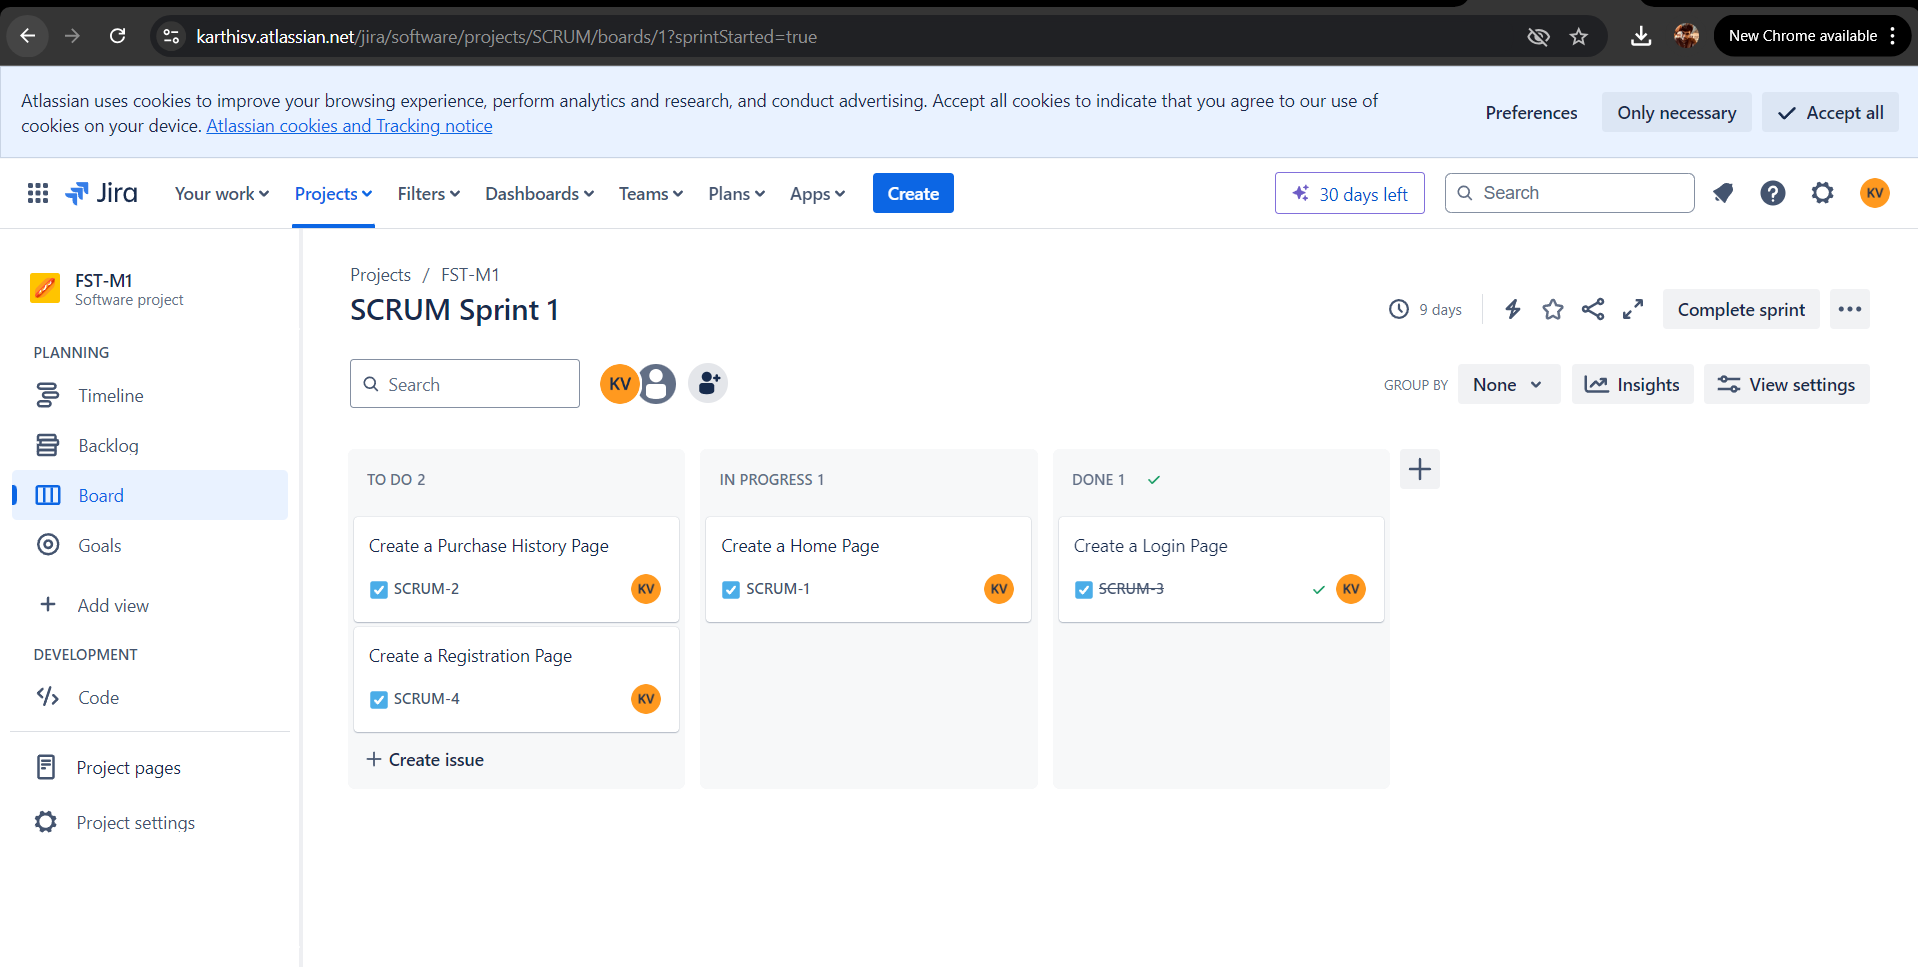 karthisv.atlassian.net/jira/software/projects/SCRUM/boards/1?sprintStarted=true
New Chrome available
Atlassian uses cookies to improve your browsing experience, perform analytics and research, and conduct advertising. Accept all cookies to indicate that you agree to our use of
cookies on your device. Atlassian cookies and Tracking notice
Preferences
Only necessary
Accept all
Jira
Your work
Projects
Filters
Dashboards
Teams
Plans
Apps
Create
30 days left
Search
KV
FST-M1
Software project
PLANNING
Timeline
Backlog
Board
Goals
Add view
DEVELOPMENT
Code
Project pages
Project settings
Projects / FST-M1
SCRUM Sprint 1
9 days
Complete sprint
Search
KV
GROUP BY
None
Insights
View settings
TO DO 2
Create a Purchase History Page
SCRUM-2
KV
Create a Registration Page
SCRUM-4
KV
Create issue
IN PROGRESS 1
Create a Home Page
SCRUM-1
KV
DONE 1
Create a Login Page
SCRUM-3
KV